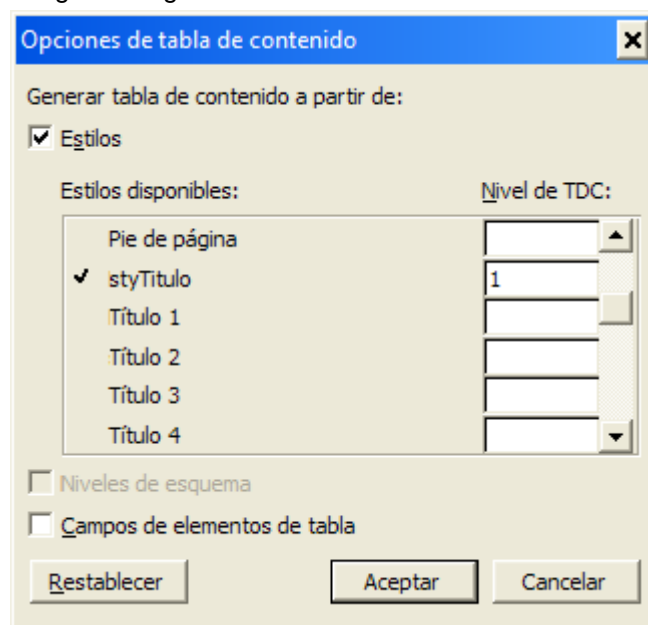 Opciones de tabla de contenido
Generar tabla de contenido a partir de:
Estilos
Estilos disponibles: Nivel de TDC:
Pie de página
styTitulo 1
Título 1
Título 2
Título 3
Título 4
Niveles de esquema
Campos de elementos de tabla
Restablecer Aceptar Cancelar